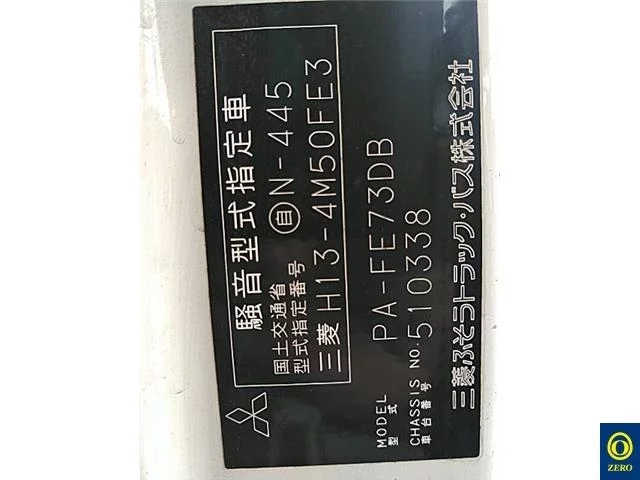 騒音型式指定車
国土交通省
型式指定番号
自N-445
三菱 H13-4M50FE3
MODEL
型式
PA-FE73DB
CHASSIS NO.
車台番号
510338
三菱ふそうトラック・バス株式会社
ZERO